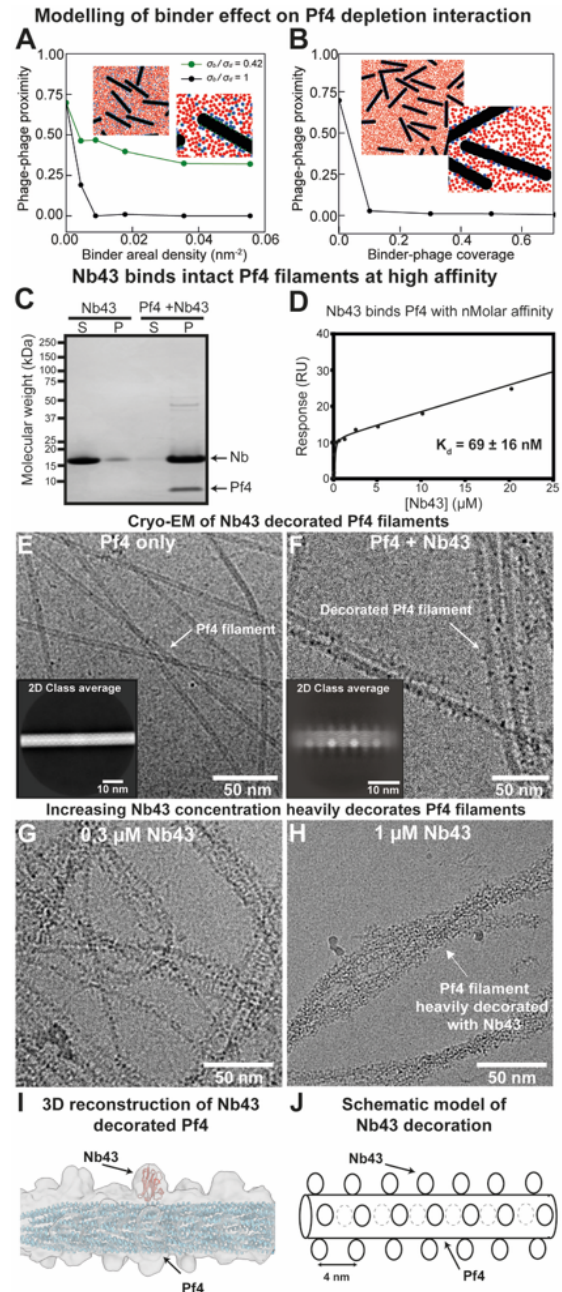 Modelling of binder effect on Pf4 depletion interaction
A
B
σb/σd = 0.42
σb/σd = 1
Phage-phage proximity
1.00
0.75
0.50
0.25
0.00
0.00 0.02 0.04 0.06
Binder areal density (nm-2)
Phage-phage proximity
1.00
0.75
0.50
0.25
0.00
0.0 0.2 0.4 0.6
Binder-phage coverage
Nb43 binds intact Pf4 filaments at high affinity
C
Nb43 Pf4 +Nb43
S P S P
Molecular weight (kDa)
250
150
100
75
50
37
25
20
15
10
Nb
Pf4
D
Nb43 binds Pf4 with nMolar affinity
Response (RU)
40
30
20
10
0
0 5 10 15 20 25
Kd = 69 ± 16 nM
[Nb43] (μM)
Cryo-EM of Nb43 decorated Pf4 filaments
E Pf4 only
Pf4 filament
2D Class average
10 nm
50 nm
F Pf4 + Nb43
Decorated Pf4
filament
2D Class average
10 nm
50 nm
Increasing Nb43 concentration heavily decorates Pf4 filaments
G 0,3 μM Nb43
50 nm
H 1 μM Nb43
Pf4 filament
heavily decorated
with Nb43
50 nm
I 3D reconstruction of Nb43
decorated Pf4
Nb43
Pf4
J Schematic model of
Nb43 decoration
Nb43
4 nm
Pf4